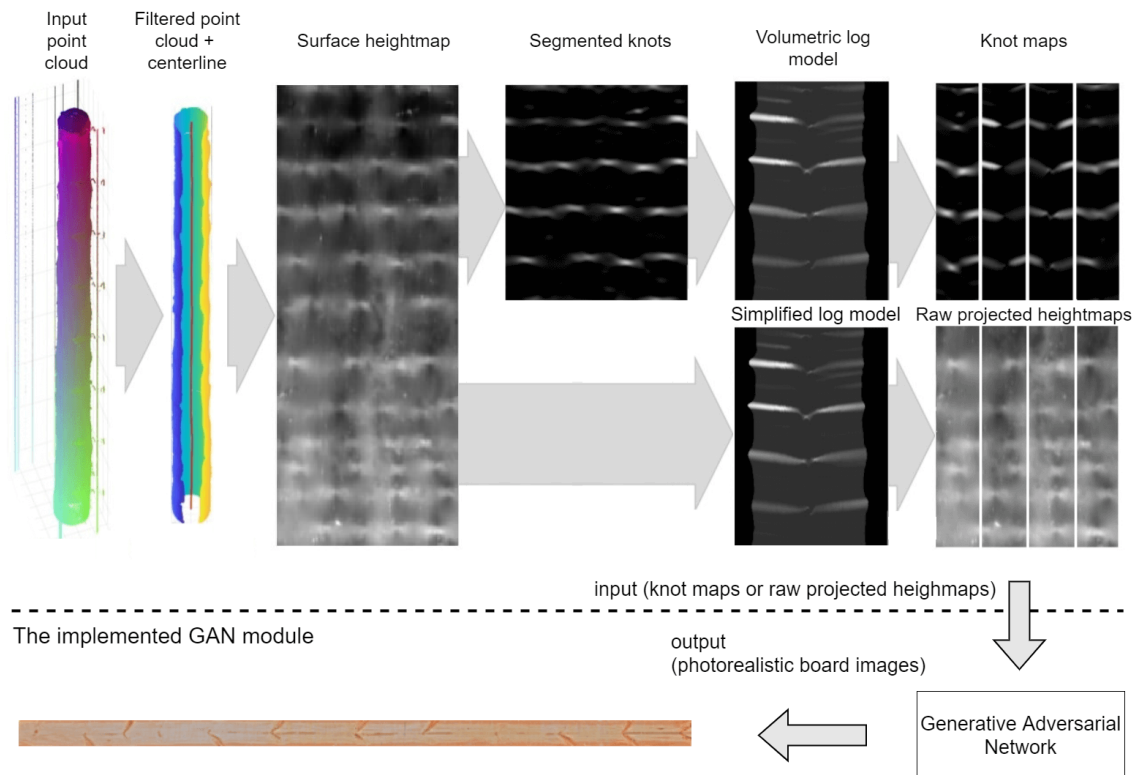 Input
point
cloud
Filtered point
cloud +
centerline
Surface heightmap
Segmented knots
Volumetric log
model
Knot maps
Simplified log model
Raw projected heightmaps
input (knot maps or raw projected heighmaps)
The implemented GAN module
output
(photorealistic board images)
Generative Adversarial
Network